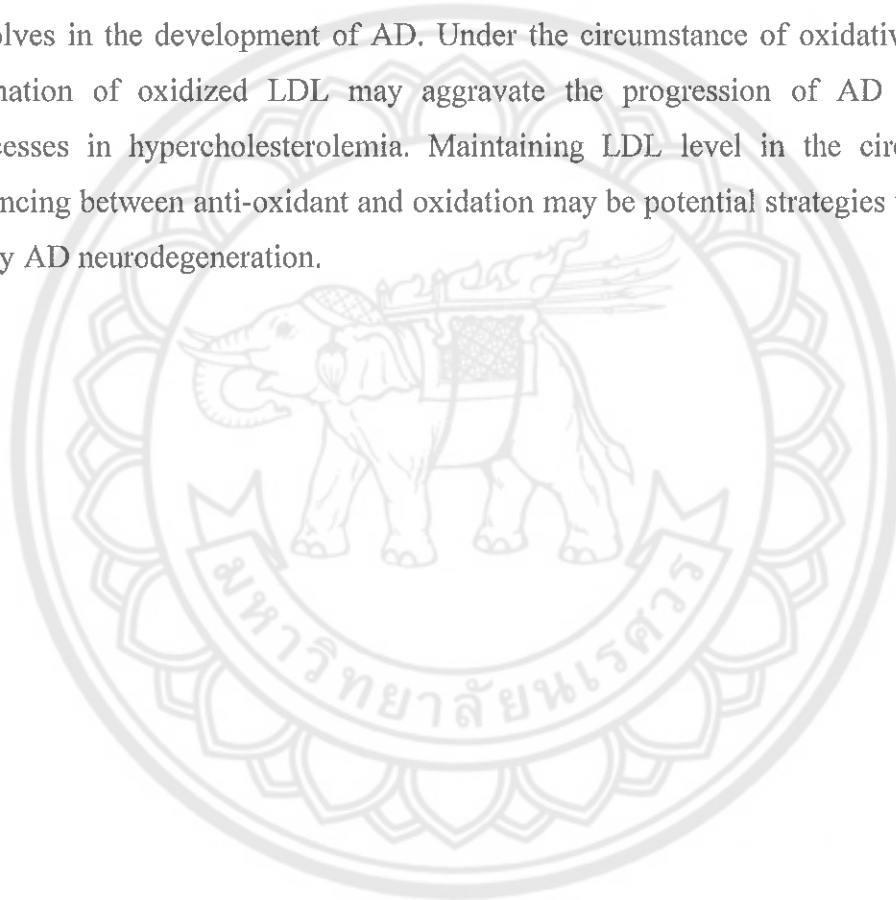 olves in the development of AD. Under the circumstance of oxidativ
nation of oxidized LDL may aggravate the progression of AD
cesses in hypercholesterolemia. Maintaining LDL level in the circ
ncing between anti-oxidant and oxidation may be potential strategies
y AD neurodegeneration.
มหาวิทยาลัยนเรศวร